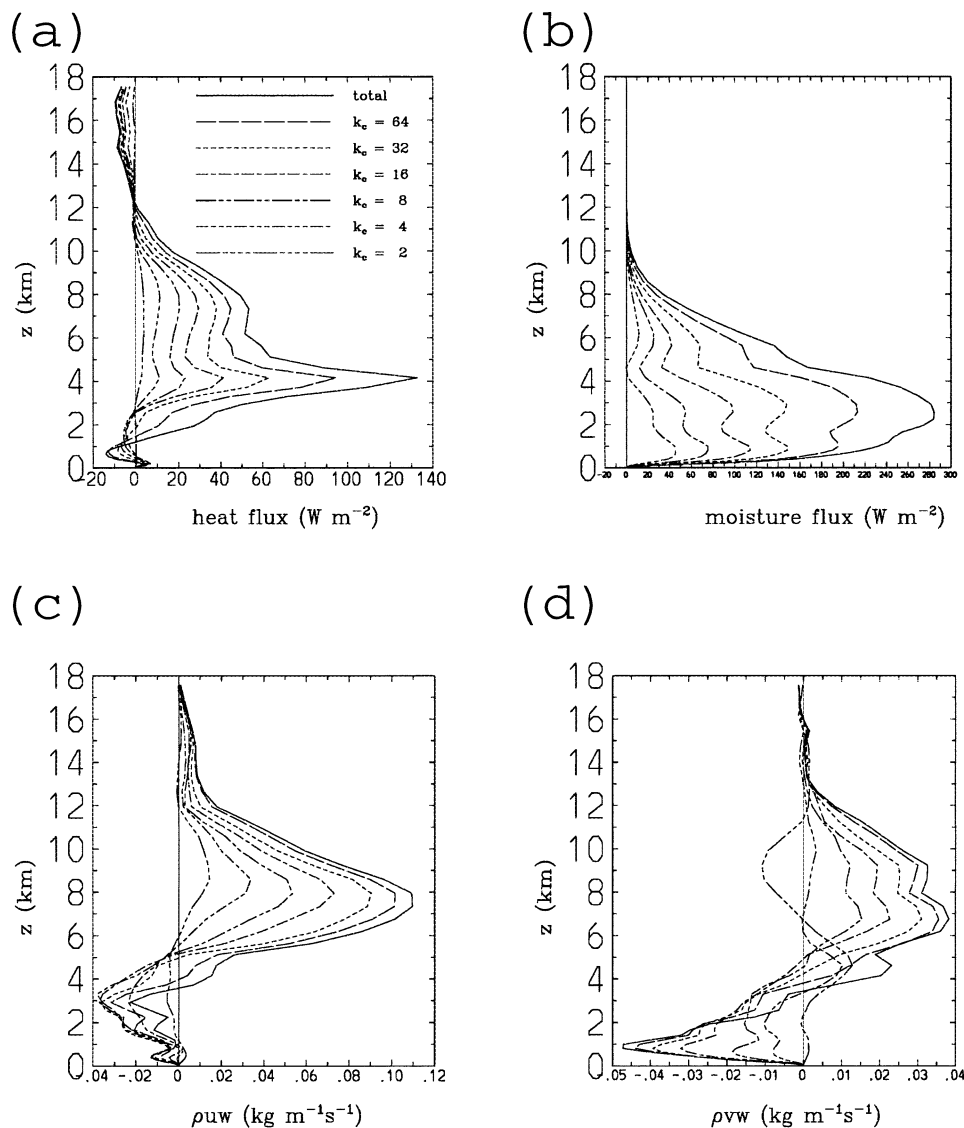 (a)
18
16
14
12
10
8
6
4
2
0
z (km)
total
k_c = 64
k_c = 32
k_c = 16
k_c = 8
k_c = 4
k_c = 2
-20 0 20 40 60 80 100 120 140
heat flux (W m⁻²)
(b)
18
16
14
12
10
8
6
4
2
0
z (km)
-20 0 20 40 60 80 100 120 140 160 180 200 220 240 260 280 300
moisture flux (W m⁻²)
(c)
18
16
14
12
10
8
6
4
2
0
z (km)
-.04 -.02 0 .02 .04 .06 .08 .10 .12
ρuw (kg m⁻¹s⁻¹)
(d)
18
16
14
12
10
8
6
4
2
0
z (km)
-.05 -.04 -.03 -.02 -.01 0 .01 .02 .03 .04
ρvw (kg m⁻¹s⁻¹)